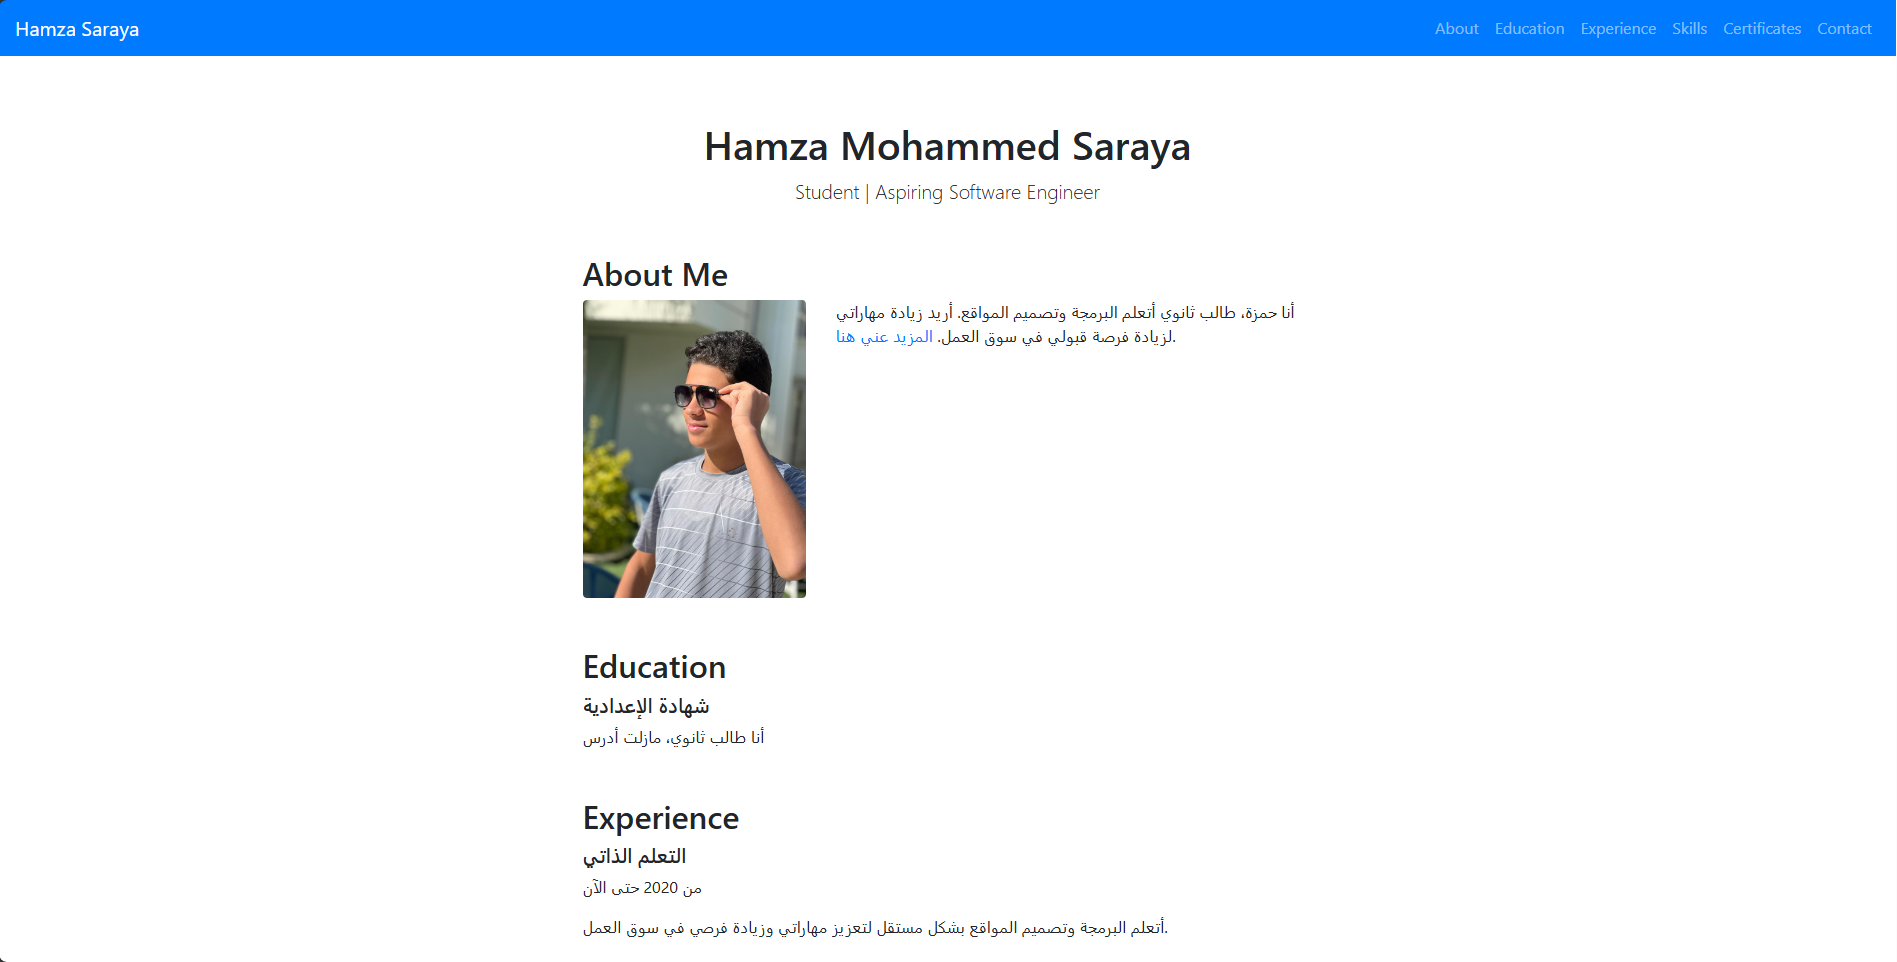 Hamza Saraya
About Education Experience Skills Certificates Contact
Hamza Mohammed Saraya
Student | Aspiring Software Engineer
About Me
أنا حمزة، طالب ثانوي أتعلم البرمجة وتصميم المواقع. أريد زيادة مهاراتي
لزيادة فرصة قبولي في سوق العمل. المزيد عني هنا.
Education
شهادة الإعدادية
أنا طالب ثانوي، مازلت أدرس
Experience
التعلم الذاتي
من 2020 حتى الآن
أتعلم البرمجة وتصميم المواقع بشكل مستقل لتعزيز مهاراتي وزيادة فرصي في سوق العمل.